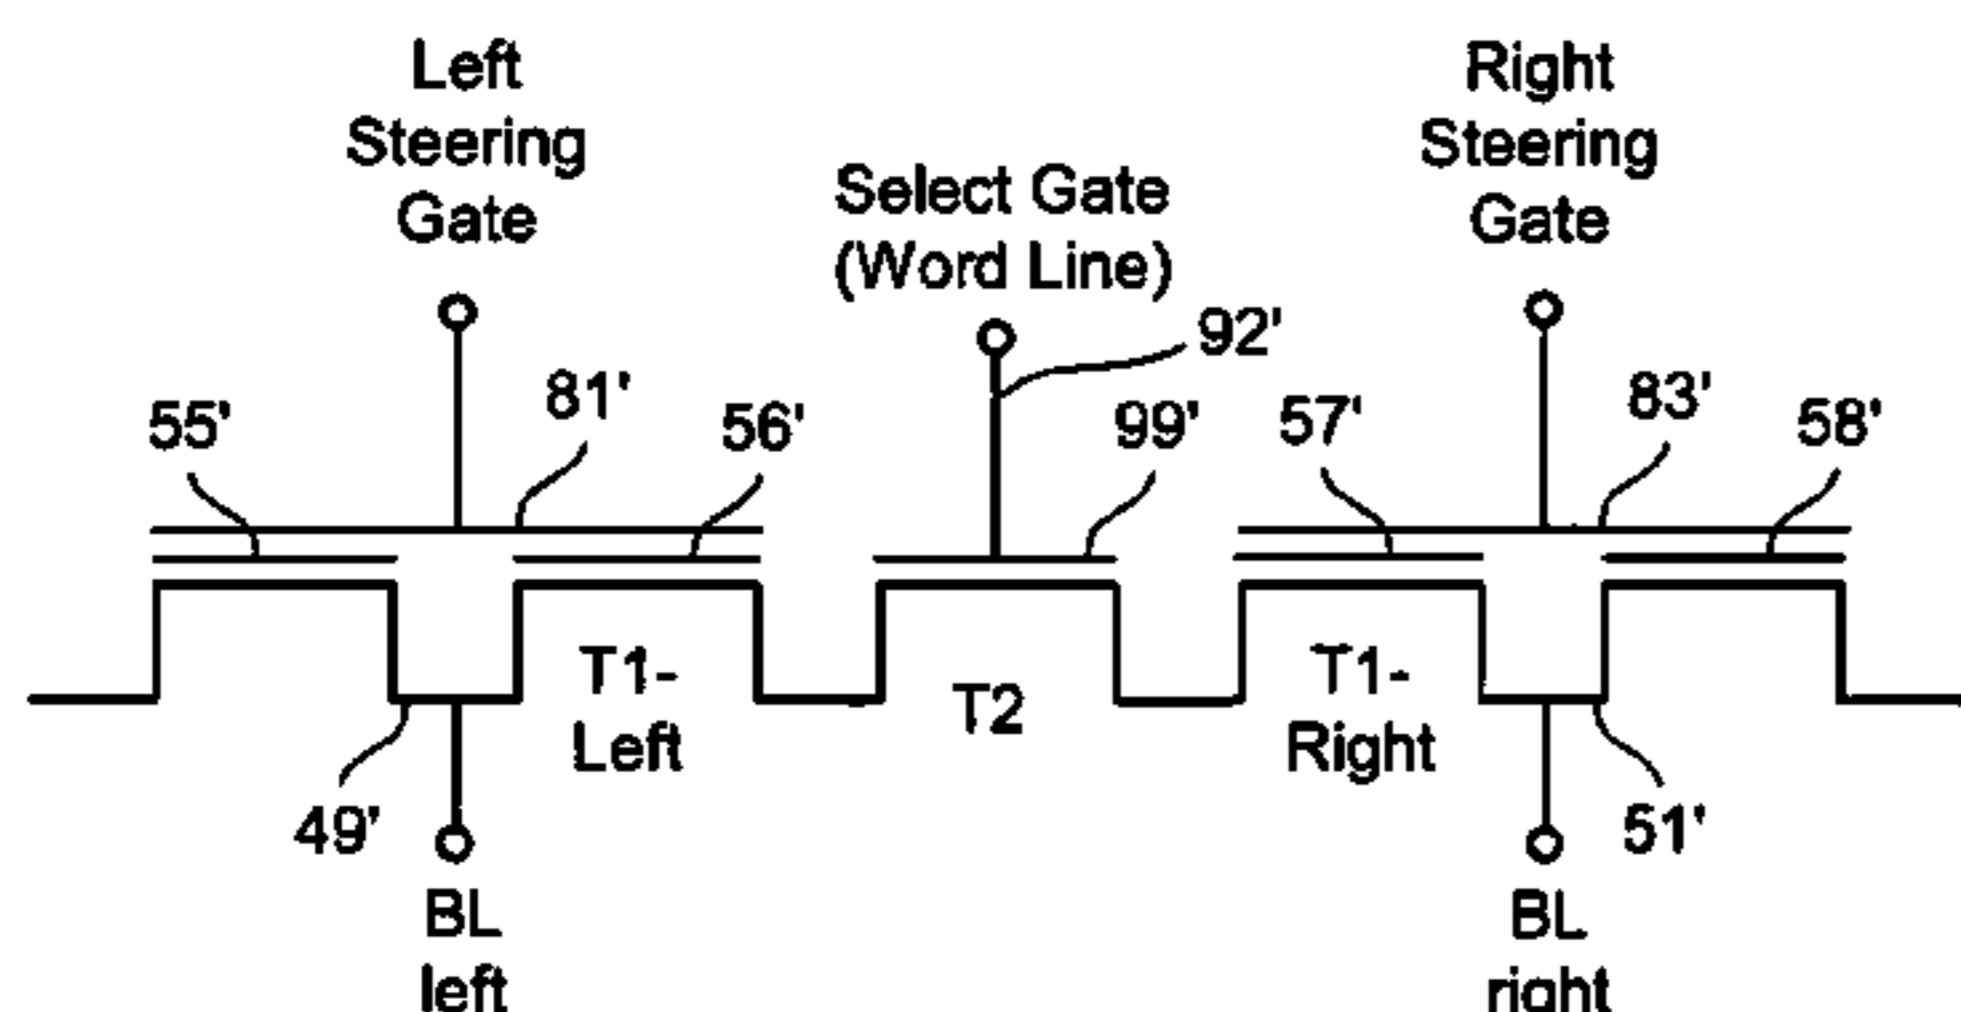 Left
Steering
Gate
Select Gate
(Word Line)
Right
Steering
Gate
92'
55'
81'
56'
99'
57'
83'
58'
T1-
Left
T2
T1-
Right
49'
51'
BL
left
BL
right